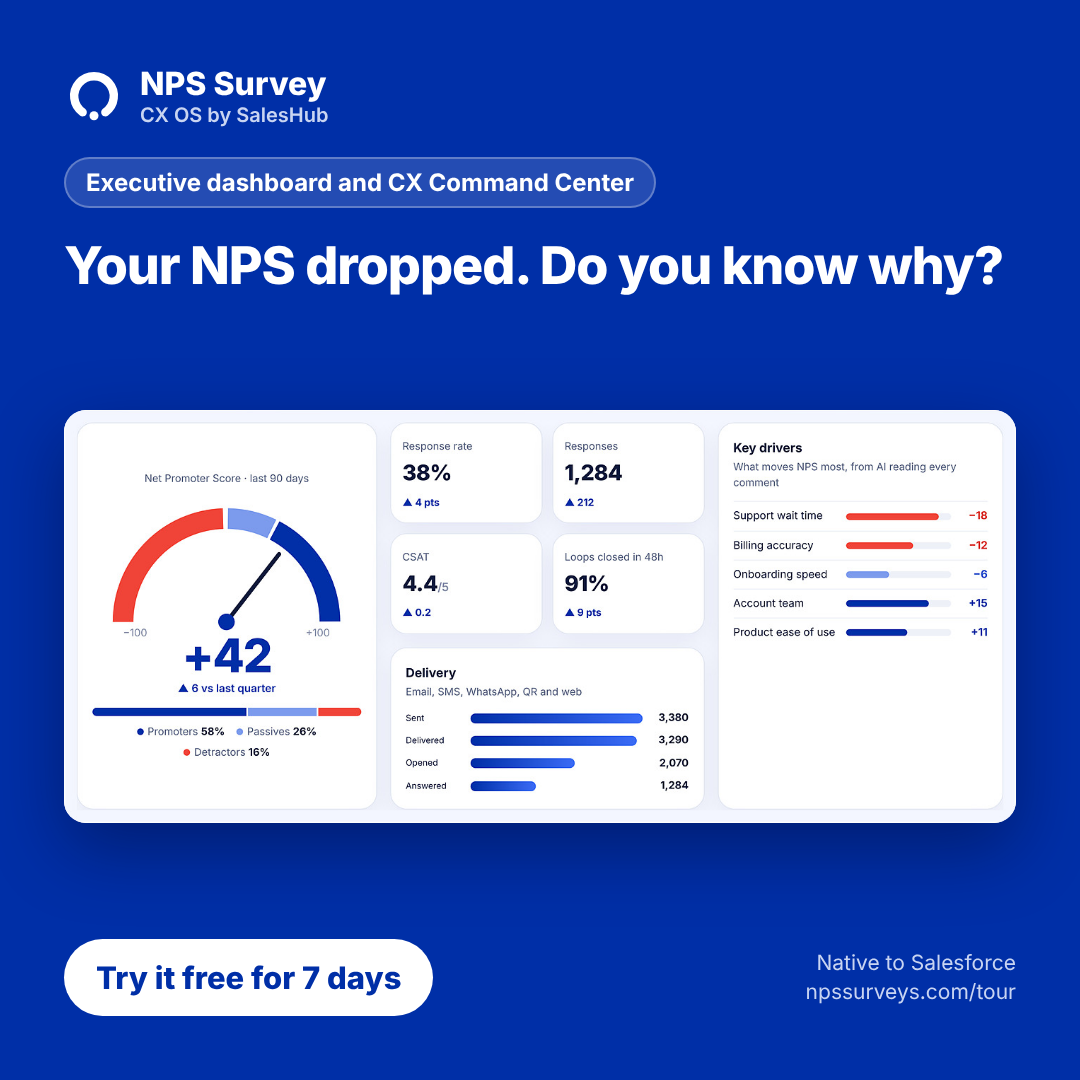 NPS Survey
CX OS by SalesHub
Executive dashboard and CX Command Center
Your NPS dropped. Do you know why?
Net Promoter Score · last 90 days
−100
+100
+42
▲ 6 vs last quarter
Promoters 58% Passives 26%
Detractors 16%
Response rate
38%
▲ 4 pts
Responses
1,284
▲ 212
CSAT
4.4/5
▲ 0.2
Loops closed in 48h
91%
▲ 9 pts
Delivery
Email, SMS, WhatsApp, QR and web
Sent 3,380
Delivered 3,290
Opened 2,070
Answered 1,284
Key drivers
What moves NPS most, from AI reading every
comment
Support wait time −18
Billing accuracy −12
Onboarding speed −6
Account team +15
Product ease of use +11
Try it free for 7 days
Native to Salesforce
npssurveys.com/tour